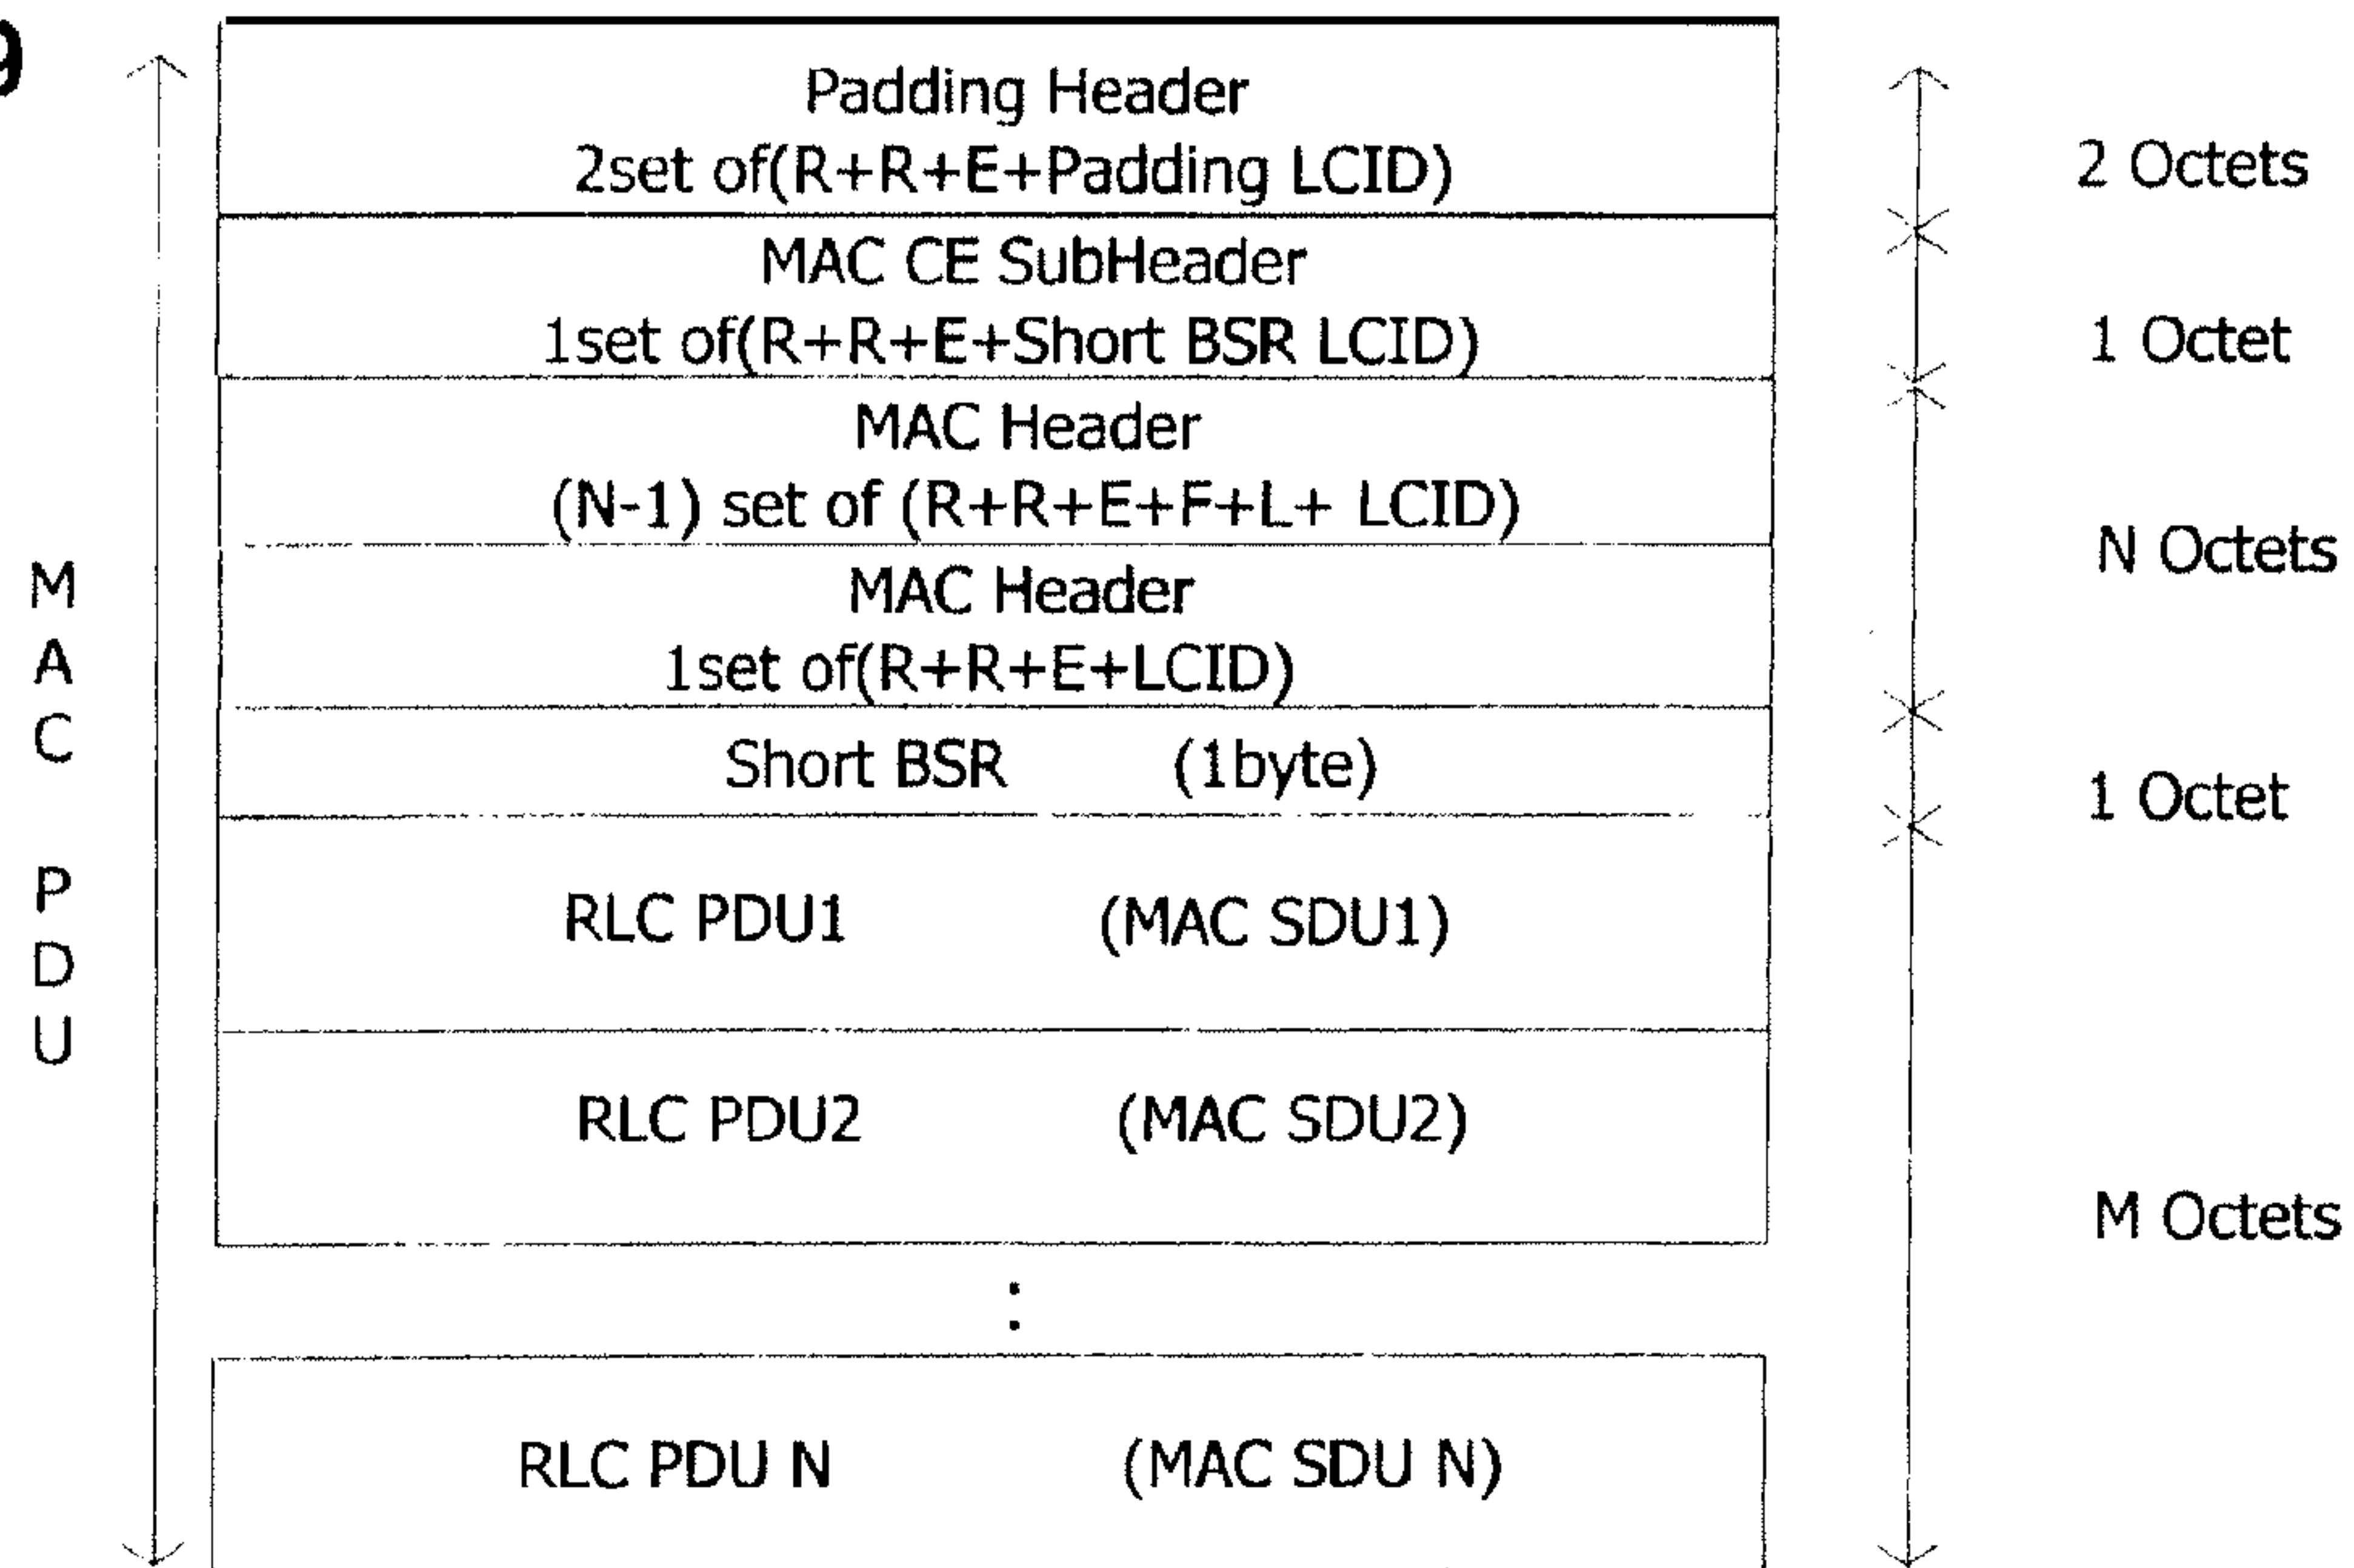 9
Padding Header
2set of(R+R+E+Padding LCID)
2 Octets
MAC CE SubHeader
1set of(R+R+E+Short BSR LCID)
1 Octet
MAC Header
(N-1) set of (R+R+E+F+L+ LCID)
N Octets
MAC Header
1set of(R+R+E+LCID)
Short BSR (1byte)
1 Octet
RLC PDU1 (MAC SDU1)
RLC PDU2 (MAC SDU2)
M Octets
:
RLC PDU N (MAC SDU N)
MAC PDU